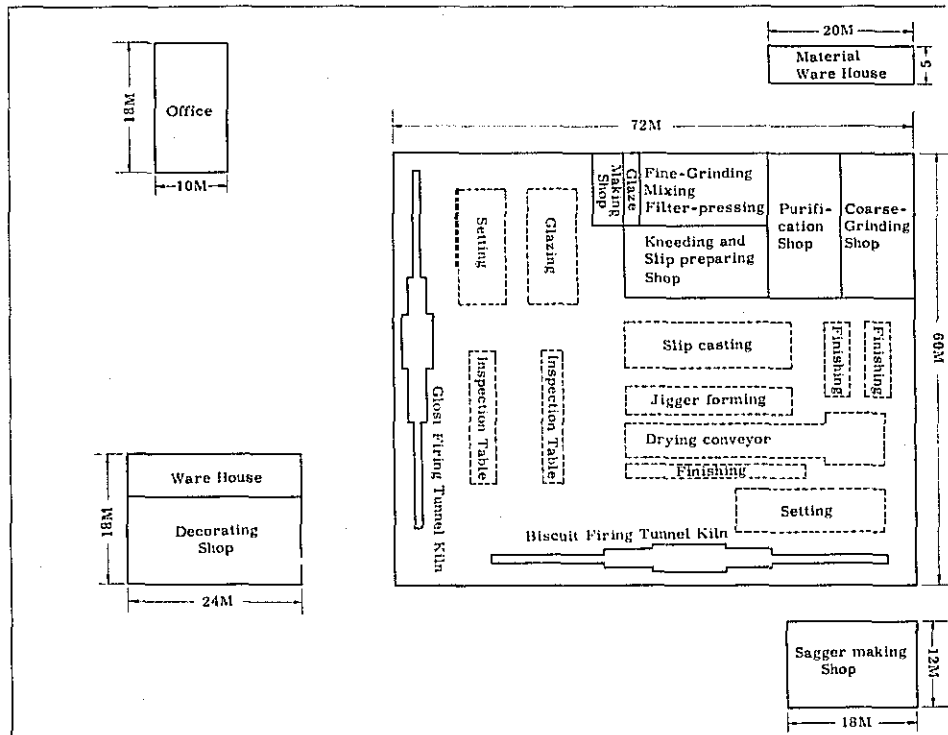 20M
Material
Ware House
5
18M
Office
10M
72M
Making
Shop
Glaze
Fine-Grinding
Mixing
Filter-pressing
Purifi-
cation
Shop
Coarse-
Grinding
Shop
Kneeding and
Slip preparing
Shop
Setting
Glazing
Slip casting
Finishing
Finishing
60M
Inspection Table
Inspection Table
Jigger forming
Drying conveyor
Finishing
Setting
Glost Firing Tunnel Kiln
Biscuit Firing Tunnel Kiln
Ware House
18M
Decorating
Shop
24M
Sagger making
Shop
12M
18M